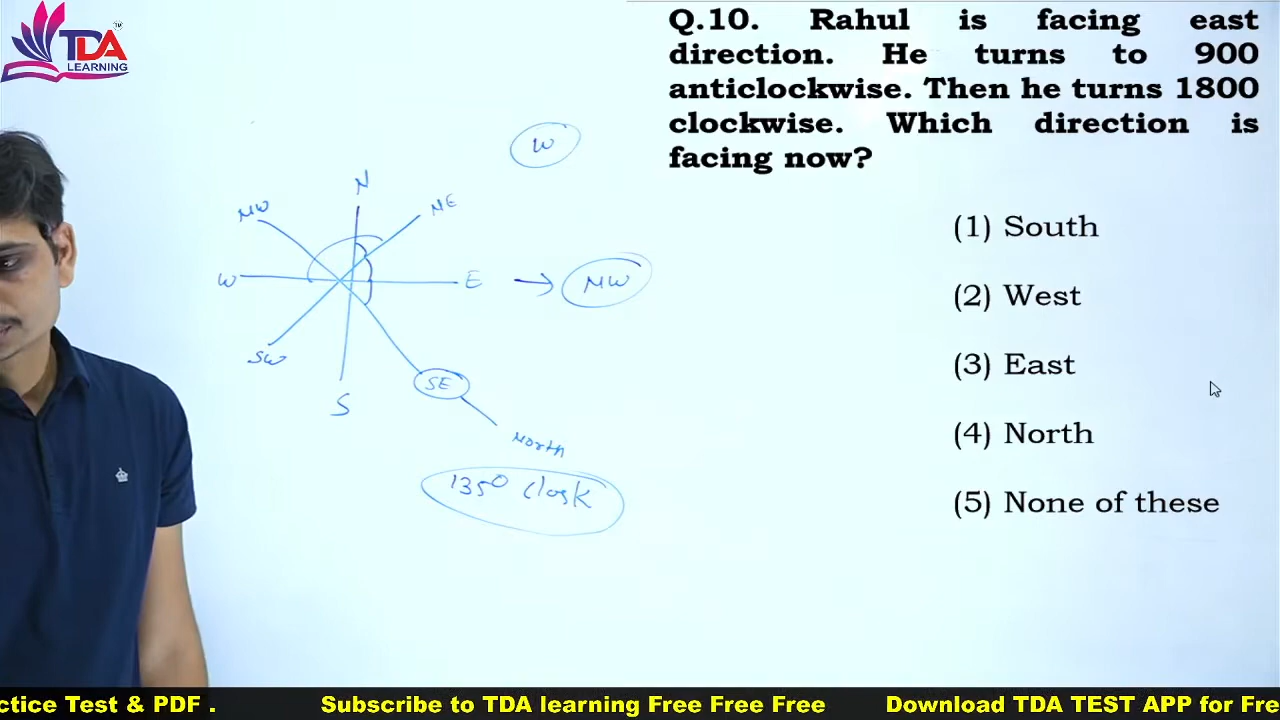 TDA
LEARNING
Q.10. Rahul is facing east
direction. He turns to 900
anticlockwise. Then he turns 1800
clockwise. Which direction is
facing now?
(1) South
(2) West
(3) East
(4) North
(5) None of these
W
N
NW
NE
W
E
NW
SW
SE
S
North
135° Clock
ctice Test & PDF . Subscribe to TDA learning Free Free Free Download TDA TEST APP for Fre